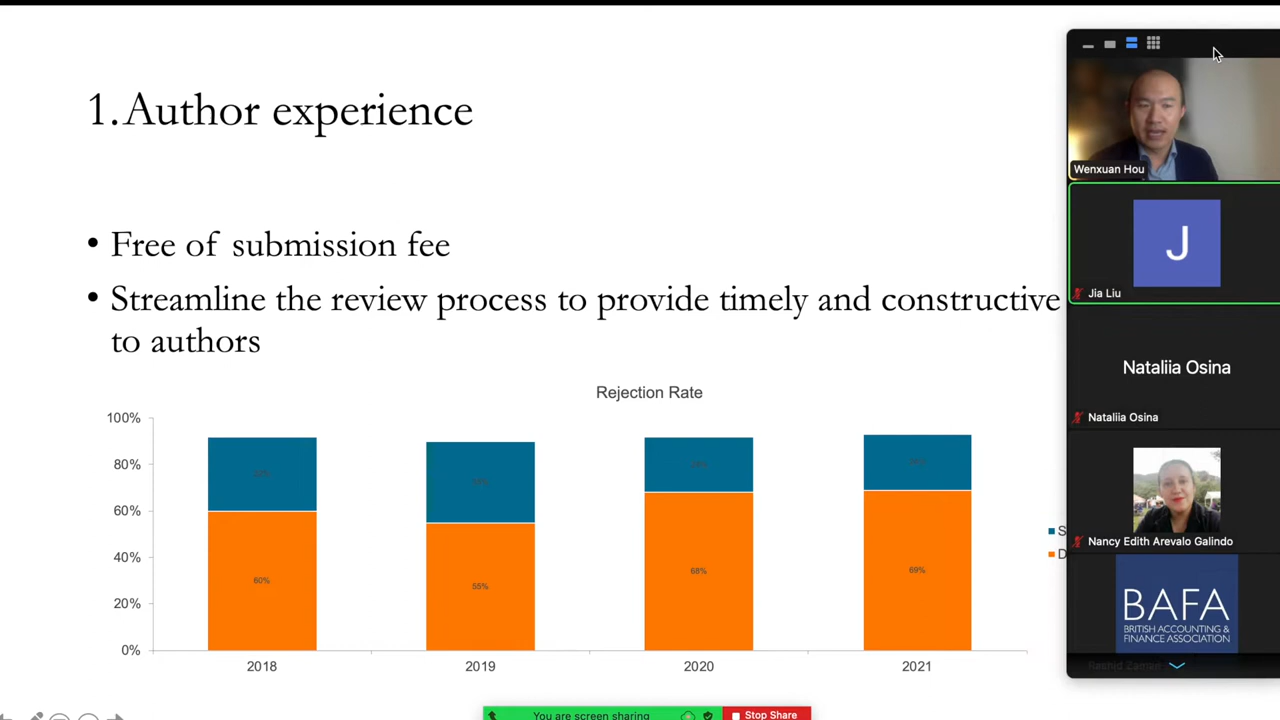 1. Author experience
• Free of submission fee
• Streamline the review process to provide timely and constructive
to authors
Rejection Rate
100%
80%
60%
40%
20%
0%
60%
55%
68%
69%
2018
2019
2020
2021
S
D
Wenxuan Hou
J
Jia Liu
Nataliia Osina
Nataliia Osina
Nancy Edith Arevalo Galindo
BAFA
BRITISH ACCOUNTING &
FINANCE ASSOCIATION
You are screen sharing
Stop Share